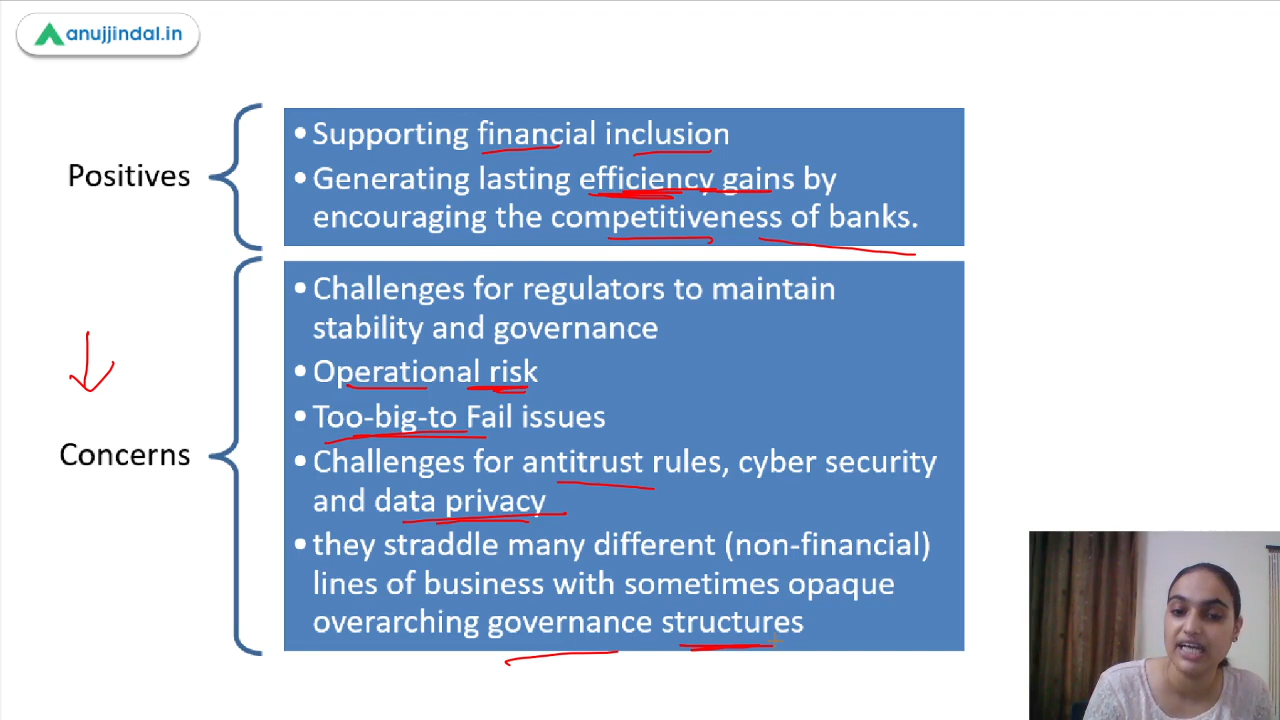 anujjindal.in
Positives
• Supporting financial inclusion
• Generating lasting efficiency gains by
encouraging the competitiveness of banks.
Concerns
• Challenges for regulators to maintain
stability and governance
• Operational risk
• Too-big-to Fail issues
• Challenges for antitrust rules, cyber security
and data privacy
• they straddle many different (non-financial)
lines of business with sometimes opaque
overarching governance structures